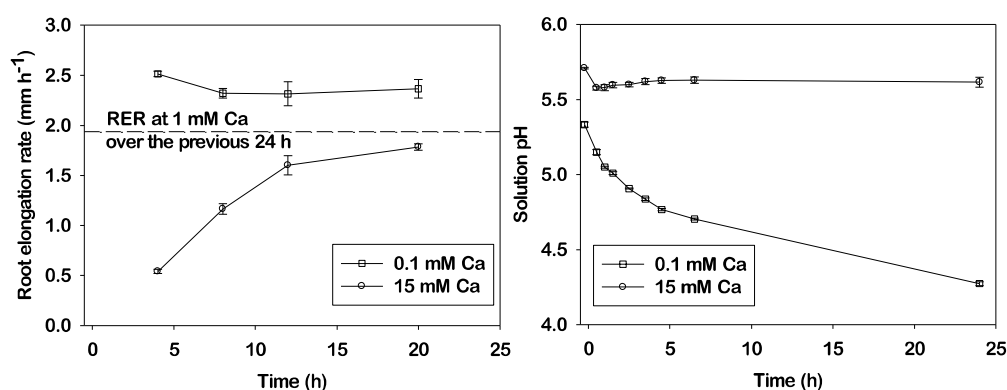 3.0
2.5
2.0
1.5
1.0
0.5
0.0
Root elongation rate (mm h⁻¹)
RER at 1 mM Ca
over the previous 24 h
0.1 mM Ca
15 mM Ca
0 5 10 15 20 25
Time (h)
6.0
5.5
5.0
4.5
4.0
Solution pH
0.1 mM Ca
15 mM Ca
0 5 10 15 20 25
Time (h)